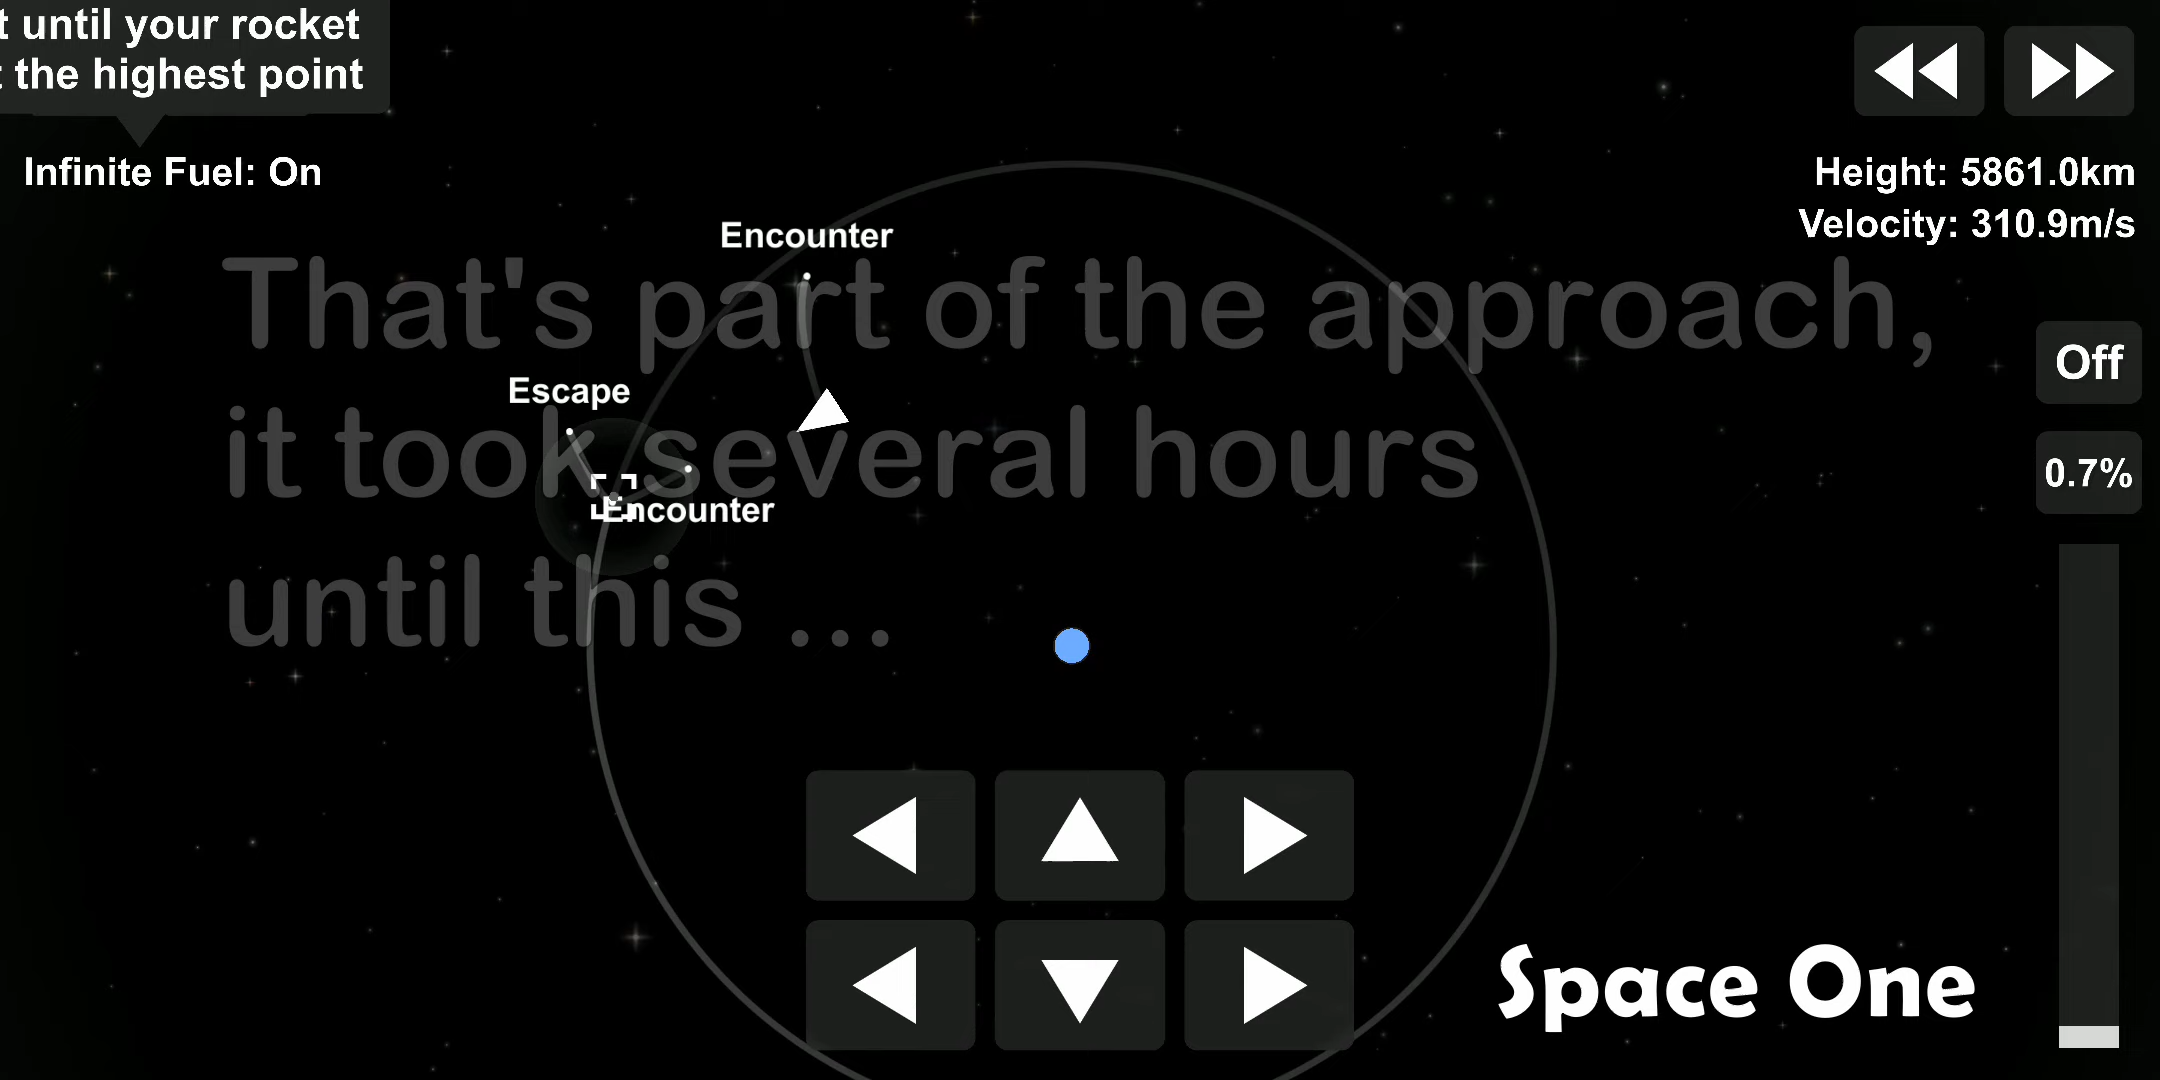 t until your rocket
the highest point
Infinite Fuel: On
Height: 5861.0km
Velocity: 310.9m/s
Encounter
That's part of the approach,
it took several hours
until this ...
Escape
Encounter
Off
0.7%
Space One